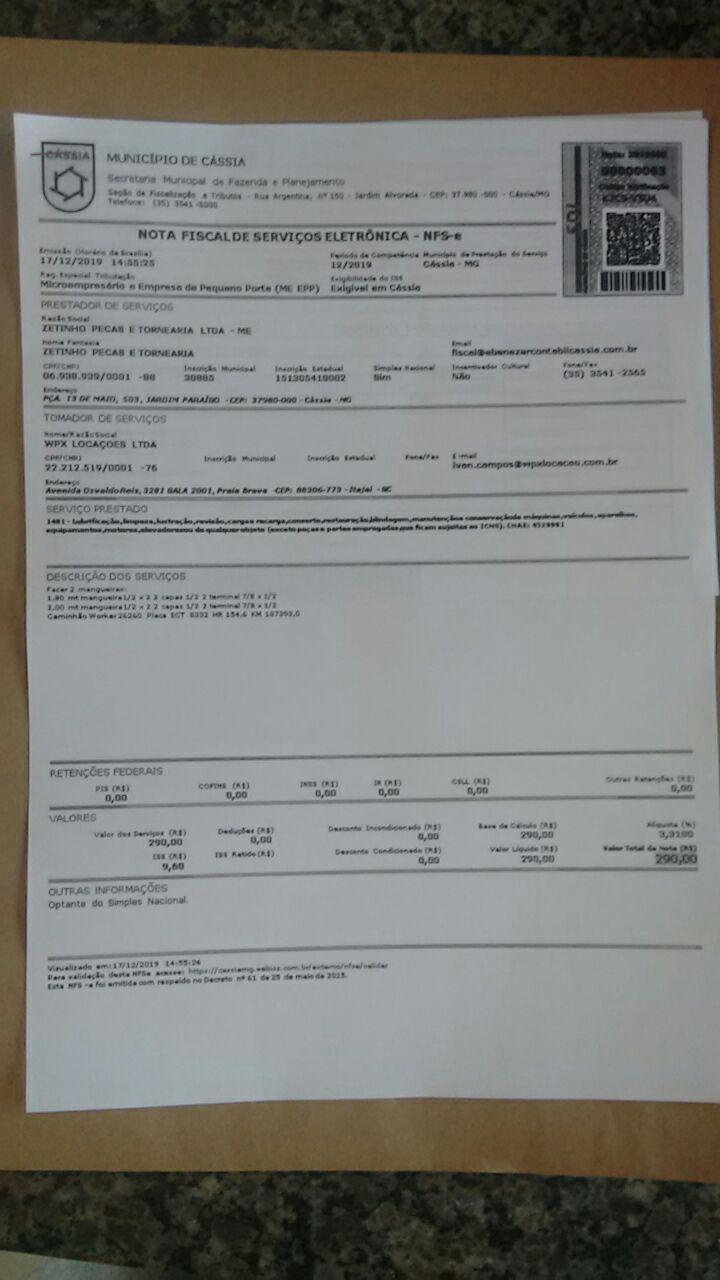 CÁSSIA
MUNICÍPIO DE CÁSSIA
Secretaria Municipal de Fazenda e Planejamento
Seção de Fiscalização e Tributos - Rua Argentina, nº 150 - Jardim Alvorada - CEP: 37.980 -000 - Cássia/MG
Telefone: (35) 3541 -5000
NOTA FISCAL DE SERVIÇOS ELETRÔNICA - NFS-e
Emissão (Horário de Brasília) Período de Competência Município de Prestação do Serviço
17/12/2019 14:55:25 12/2019 Cássia - MG
Reg. Especial Tributação Exigibilidade do ISS
Microempresário e Empresa de Pequeno Porte (ME EPP) Exigível em Cássia
PRESTADOR DE SERVIÇOS
Razão Social
ZETINHO PECAS E TORNEARIA LTDA - ME
Nome Fantasia Email
ZETINHO PECAS E TORNEARIA fiscal@ebenezercontabilcassia.com.br
CPF/CNPJ Inscrição Municipal Inscrição Estadual Simples Nacional Incentivador Cultural Fone/Fax
06.938.939/0001 -88 30885 151305410002 Sim Não (35) 3541 -2565
Endereço
PÇA. 13 DE MAIO, 503, JARDIM PARAÍSO -CEP: 37980-000 - Cássia - MG
TOMADOR DE SERVIÇOS
Nome/Razão Social
WPX LOCAÇOES LTDA
CPF/CNPJ Inscrição Municipal Inscrição Estadual Fone/Fax E-mail
22.212.519/0001 -76 ivan.campos@wpxlocacao.com.br
Endereço
Avenida Osvaldo Reis, 3281 SALA 2001, Praia Brava -CEP: 88306-773 - Itajaí - SC
SERVIÇO PRESTADO
1401 - Lubrificação, limpeza, lustração, revisão, carga e recarga, conserto, restauração, blindagem, manutenção e conservação de máquinas, veículos, aparelhos,
equipamentos, motores, elevadores ou de qualquer objeto (exceto peças e partes empregadas, que ficam sujeitas ao ICMS). CNAE:
DESCRIÇÃO DOS SERVIÇOS
Fazer 2 mangueiras:
1,80 mt mangueira 1/2 x 2 2 capas 1/2 2 terminal 7/8 x 1/2
2,00 mt mangueira 1/2 x 2 2 capas 1/2 2 terminal 7/8 x 1/2
Caminhão Worker 26260 Placa ECT 8332 HR 154,6 KM 187393,0
RETENÇÕES FEDERAIS
PIS (R$) COFINS (R$) INSS (R$) IR (R$) CSLL (R$) Outras Retenções (R$)
0,00 0,00 0,00 0,00 0,00 0,00
VALORES
Valor dos Serviços (R$) Deduções (R$) Desconto Incondicionado (R$) Base de Cálculo (R$) Alíquota (%)
290,00 0,00 0,00 290,00 3,3100
ISS (R$) ISS Retido (R$) Desconto Condicionado (R$) Valor Líquido (R$) Valor Total da Nota (R$)
9,60 0,00 290,00 290,00
OUTRAS INFORMAÇÕES
Optante do Simples Nacional.
Visualizado em: 17/12/2019 14:55:26
Para validação desta NFSe acesse: https://cassiamg.webiss.com.br/externo/nfse/validar
Esta NFS -e foi emitida com respaldo no Decreto nº 61 de 25 de maio de 2015.